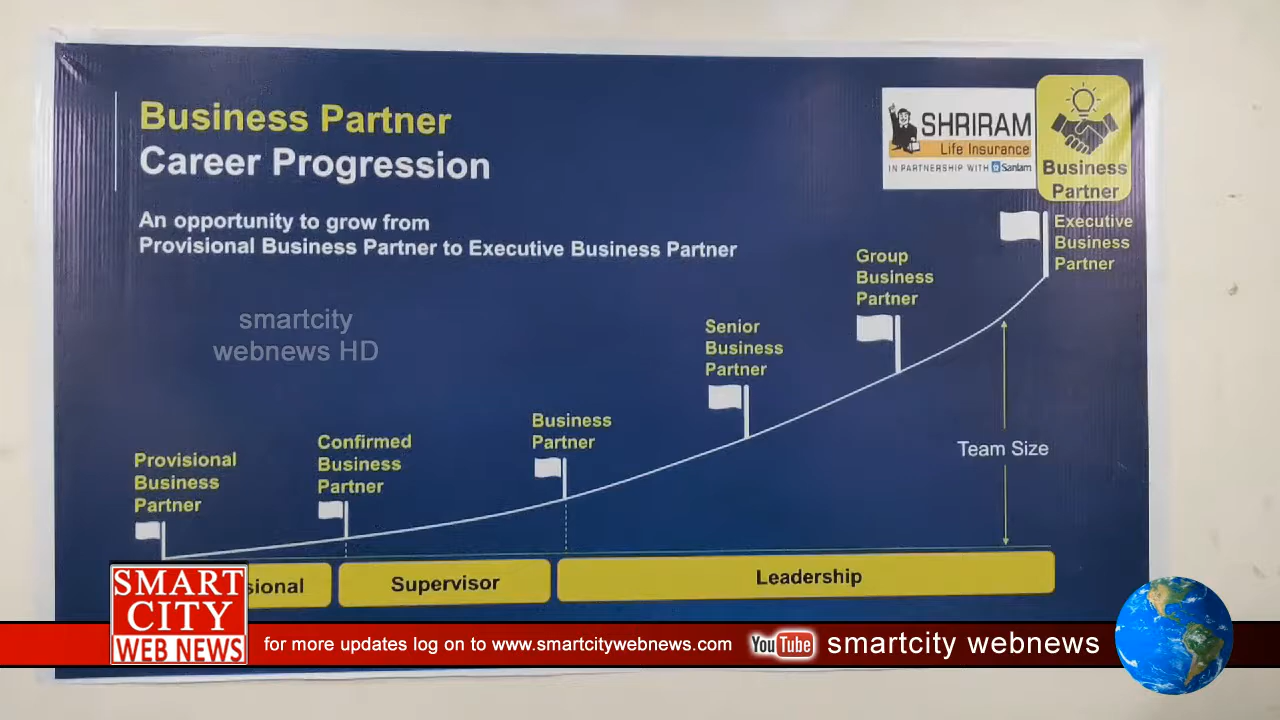 Business Partner
Career Progression
An opportunity to grow from
Provisional Business Partner to Executive Business Partner
SHRIRAM
Life Insurance
IN PARTNERSHIP WITH Sanlam
Business
Partner
Executive
Business
Partner
Group
Business
Partner
smartcity
webnews HD
Senior
Business
Partner
Business
Partner
Confirmed
Business
Partner
Provisional
Business
Partner
Team Size
sional
Supervisor
Leadership
SMART
CITY
WEB NEWS
for more updates log on to www.smartcitywebnews.com
YouTube
smartcity webnews